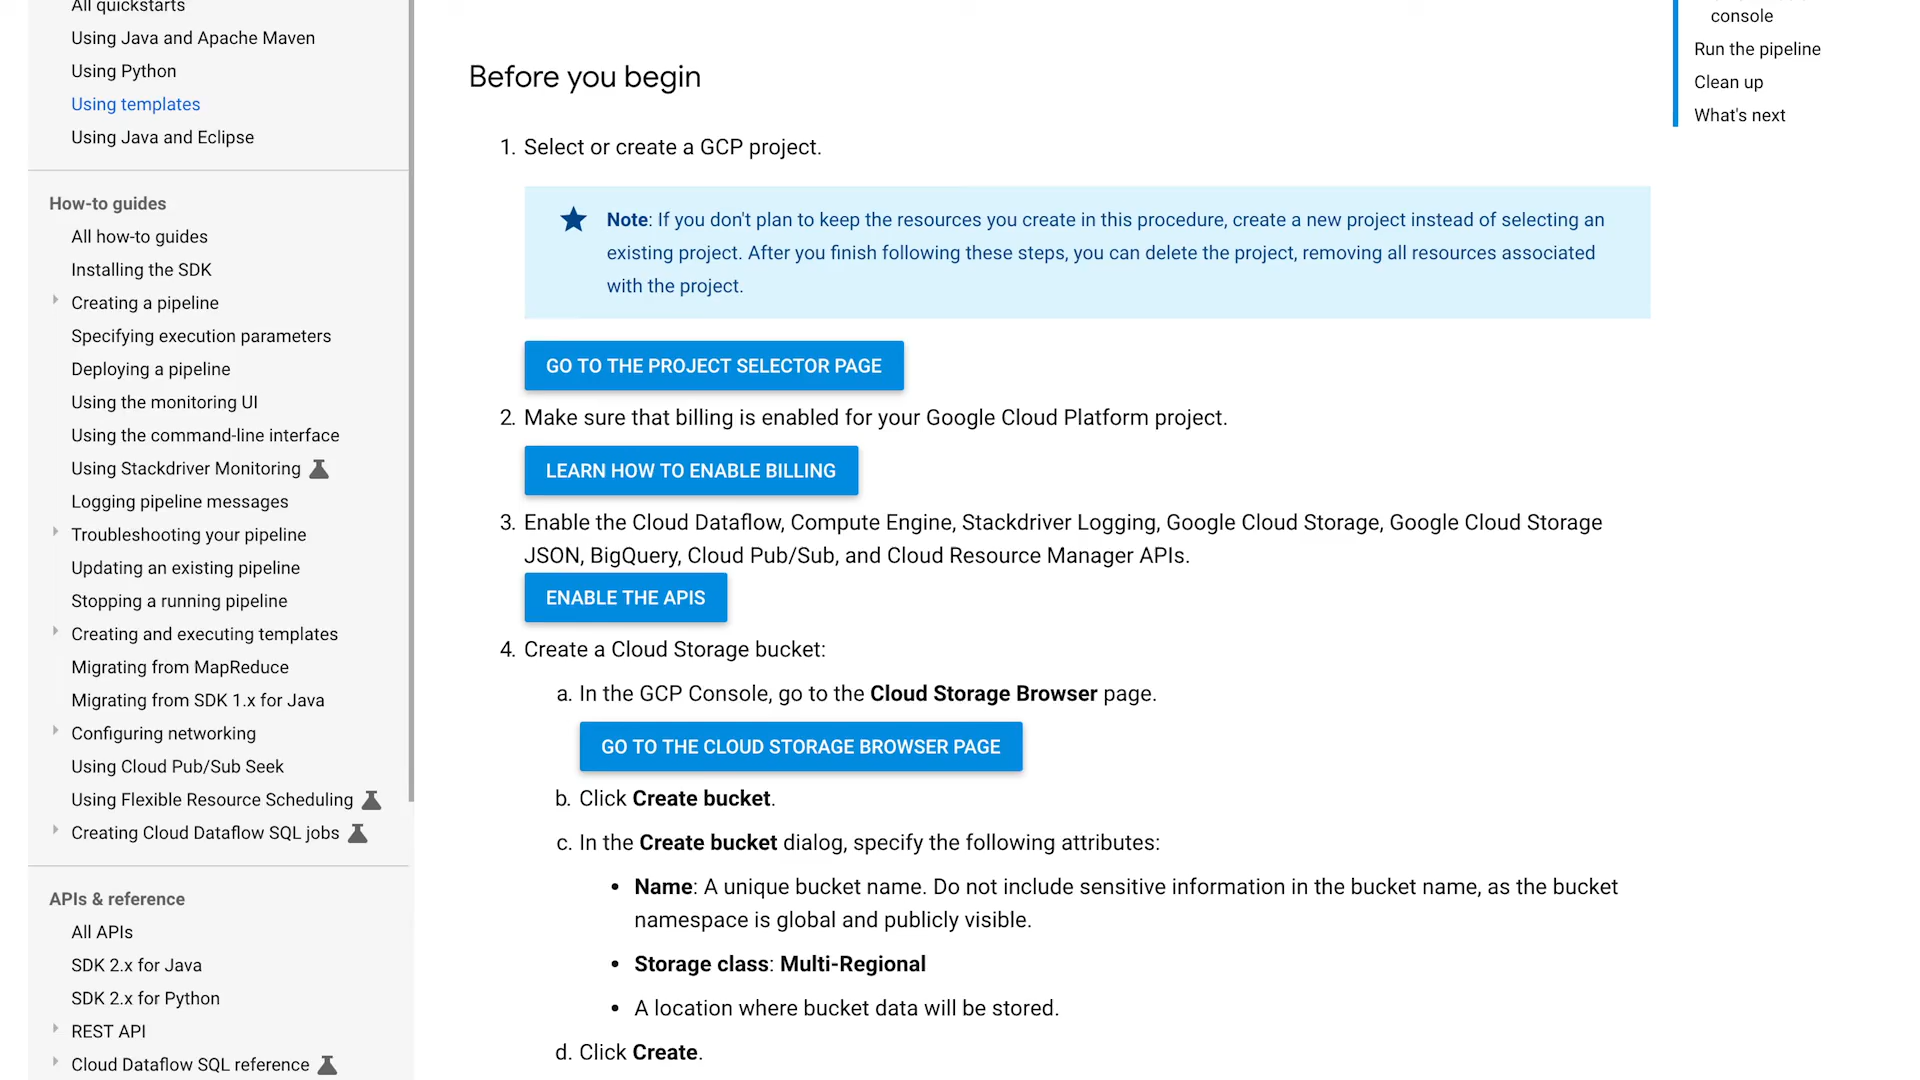 All quickstarts
Using Java and Apache Maven
Using Python
Using templates
Using Java and Eclipse
How-to guides
All how-to guides
Installing the SDK
Creating a pipeline
Specifying execution parameters
Deploying a pipeline
Using the monitoring UI
Using the command-line interface
Using Stackdriver Monitoring
Logging pipeline messages
Troubleshooting your pipeline
Updating an existing pipeline
Stopping a running pipeline
Creating and executing templates
Migrating from MapReduce
Migrating from SDK 1.x for Java
Configuring networking
Using Cloud Pub/Sub Seek
Using Flexible Resource Scheduling
Creating Cloud Dataflow SQL jobs
APIs & reference
All APIs
SDK 2.x for Java
SDK 2.x for Python
REST API
Cloud Dataflow SQL reference
Before you begin
1. Select or create a GCP project.
Note: If you don't plan to keep the resources you create in this procedure, create a new project instead of selecting an
existing project. After you finish following these steps, you can delete the project, removing all resources associated
with the project.
GO TO THE PROJECT SELECTOR PAGE
2. Make sure that billing is enabled for your Google Cloud Platform project.
LEARN HOW TO ENABLE BILLING
3. Enable the Cloud Dataflow, Compute Engine, Stackdriver Logging, Google Cloud Storage, Google Cloud Storage
JSON, BigQuery, Cloud Pub/Sub, and Cloud Resource Manager APIs.
ENABLE THE APIS
4. Create a Cloud Storage bucket:
a. In the GCP Console, go to the Cloud Storage Browser page.
GO TO THE CLOUD STORAGE BROWSER PAGE
b. Click Create bucket.
c. In the Create bucket dialog, specify the following attributes:
• Name: A unique bucket name. Do not include sensitive information in the bucket name, as the bucket
namespace is global and publicly visible.
• Storage class: Multi-Regional
• A location where bucket data will be stored.
d. Click Create.
console
Run the pipeline
Clean up
What's next